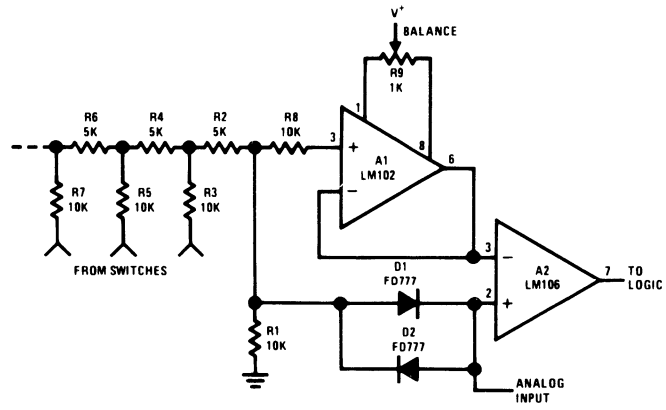 V+
BALANCE
R9
1K
1
8
R6
5K
R4
5K
R2
5K
R8
10K
3
+
A1
LM102
6
−
R7
10K
R5
10K
R3
10K
FROM SWITCHES
D1
FD777
3
−
A2
LM106
7
TO
LOGIC
2
+
R1
10K
D2
FD777
ANALOG
INPUT